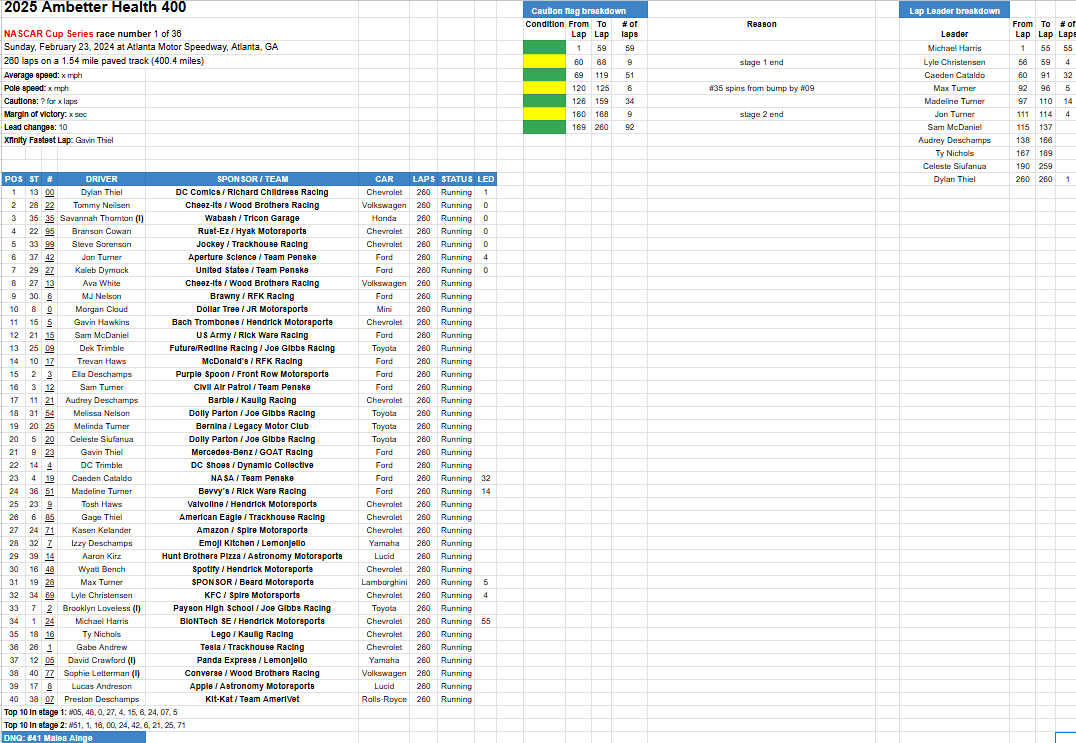 2025 Ambetter Health 400
NASCAR Cup Series race number 1 of 36
Sunday, February 23, 2024 at Atlanta Motor Speedway, Atlanta, GA
260 laps on a 1.54 mile paved track (400.4 miles)
Average speed: x mph
Pole speed: x mph
Cautions: ? for x laps
Margin of victory: x sec
Lead changes: 10
Xfinity Fastest Lap: Gavin Thiel
Caution flag breakdown
Condition From Lap To Lap # of laps Reason
1 59 59
60 68 9 stage 1 end
69 119 51
120 125 6 #35 spins from bump by #09
126 159 34
160 168 9 stage 2 end
169 260 92
Lap Leader breakdown
Leader From Lap To Lap # of Laps
Michael Harris 1 55 55
Lyle Christensen 56 59 4
Caeden Cataldo 60 91 32
Max Turner 92 96 5
Madeline Turner 97 110 14
Jon Turner 111 114 4
Sam McDaniel 115 137
Audrey Deschamps 138 166
Ty Nichols 167 189
Celeste Siufanua 190 259
Dylan Thiel 260 260 1
POS ST # DRIVER SPONSOR / TEAM CAR LAPS STATUS LED
1 13 00 Dylan Thiel DC Comics / Richard Childress Racing Chevrolet 260 Running 1
2 28 22 Tommy Neilsen Cheez-Its / Wood Brothers Racing Volkswagen 260 Running 0
3 35 35 Savannah Thornton (i) Wabash / Tricon Garage Honda 260 Running 0
4 22 95 Branson Cowan Rust-Ez / Hyak Motorsports Chevrolet 260 Running 0
5 33 99 Steve Sorenson Jockey / Trackhouse Racing Chevrolet 260 Running 0
6 37 42 Jon Turner Aperture Science / Team Penske Ford 260 Running 4
7 29 27 Kaleb Dymock United States / Team Penske Ford 260 Running 0
8 27 13 Ava White Cheez-Its / Wood Brothers Racing Volkswagen 260 Running
9 30 6 MJ Nelson Brawny / RFK Racing Ford 260 Running
10 8 0 Morgan Cloud Dollar Tree / JR Motorsports Mini 260 Running
11 15 5 Gavin Hawkins Bach Trombones / Hendrick Motorsports Chevrolet 260 Running
12 21 15 Sam McDaniel US Army / Rick Ware Racing Ford 260 Running
13 25 09 Dek Trimble Future/Redline Racing / Joe Gibbs Racing Toyota 260 Running
14 10 17 Trevan Haws McDonald's / RFK Racing Ford 260 Running
15 2 3 Ella Deschamps Purple Spoon / Front Row Motorsports Ford 260 Running
16 3 12 Sam Turner Civil Air Patrol / Team Penske Ford 260 Running
17 11 21 Audrey Deschamps Barbie / Kaulig Racing Chevrolet 260 Running
18 31 54 Melissa Nelson Dolly Parton / Joe Gibbs Racing Toyota 260 Running
19 20 25 Melinda Turner Bernina / Legacy Motor Club Toyota 260 Running
20 5 20 Celeste Siufanua Dolly Parton / Joe Gibbs Racing Toyota 260 Running
21 9 23 Gavin Thiel Mercedes-Benz / GOAT Racing Ford 260 Running
22 14 4 DC Trimble DC Shoes / Dynamic Collective Ford 260 Running
23 4 19 Caeden Cataldo NASA / Team Penske Ford 260 Running 32
24 36 51 Madeline Turner Bevvy's / Rick Ware Racing Ford 260 Running 14
25 23 9 Tosh Haws Valvoline / Hendrick Motorsports Chevrolet 260 Running
26 6 85 Gage Thiel American Eagle / Trackhouse Racing Chevrolet 260 Running
27 24 71 Kasen Kelander Amazon / Spire Motorsports Chevrolet 260 Running
28 32 7 Izzy Deschamps Emoji Kitchen / Lemonjello Yamaha 260 Running
29 39 14 Aaron Kirz Hunt Brothers Pizza / Astronomy Motorsports Lucid 260 Running
30 16 48 Wyatt Bench Spotify / Hendrick Motorsports Chevrolet 260 Running
31 19 28 Max Turner SPONSOR / Beard Motorsports Lamborghini 260 Running 5
32 34 69 Lyle Christensen KFC / Spire Motorsports Chevrolet 260 Running 4
33 7 2 Brooklyn Loveless (i) Payson High School / Joe Gibbs Racing Toyota 260 Running
34 1 24 Michael Harris BioNTech SE / Hendrick Motorsports Chevrolet 260 Running 55
35 18 16 Ty Nichols Lego / Kaulig Racing Chevrolet 260 Running
36 26 1 Gabe Andrew Tesla / Trackhouse Racing Chevrolet 260 Running
37 12 05 David Crawford (i) Panda Express / Lemonjello Yamaha 260 Running
38 40 77 Sophie Letterman (i) Converse / Wood Brothers Racing Volkswagen 260 Running
39 17 8 Lucas Andreson Apple / Astronomy Motorsports Lucid 260 Running
40 38 07 Preston Deschamps Kit-Kat / Team AmeriVet Rolls-Royce 260 Running
Top 10 in stage 1: #05, 48, 0, 27, 4, 15, 6, 24, 07, 5
Top 10 in stage 2: #51, 1, 16, 00, 24, 42, 6, 21, 25, 71
DNQ: #41 Malea Ainge